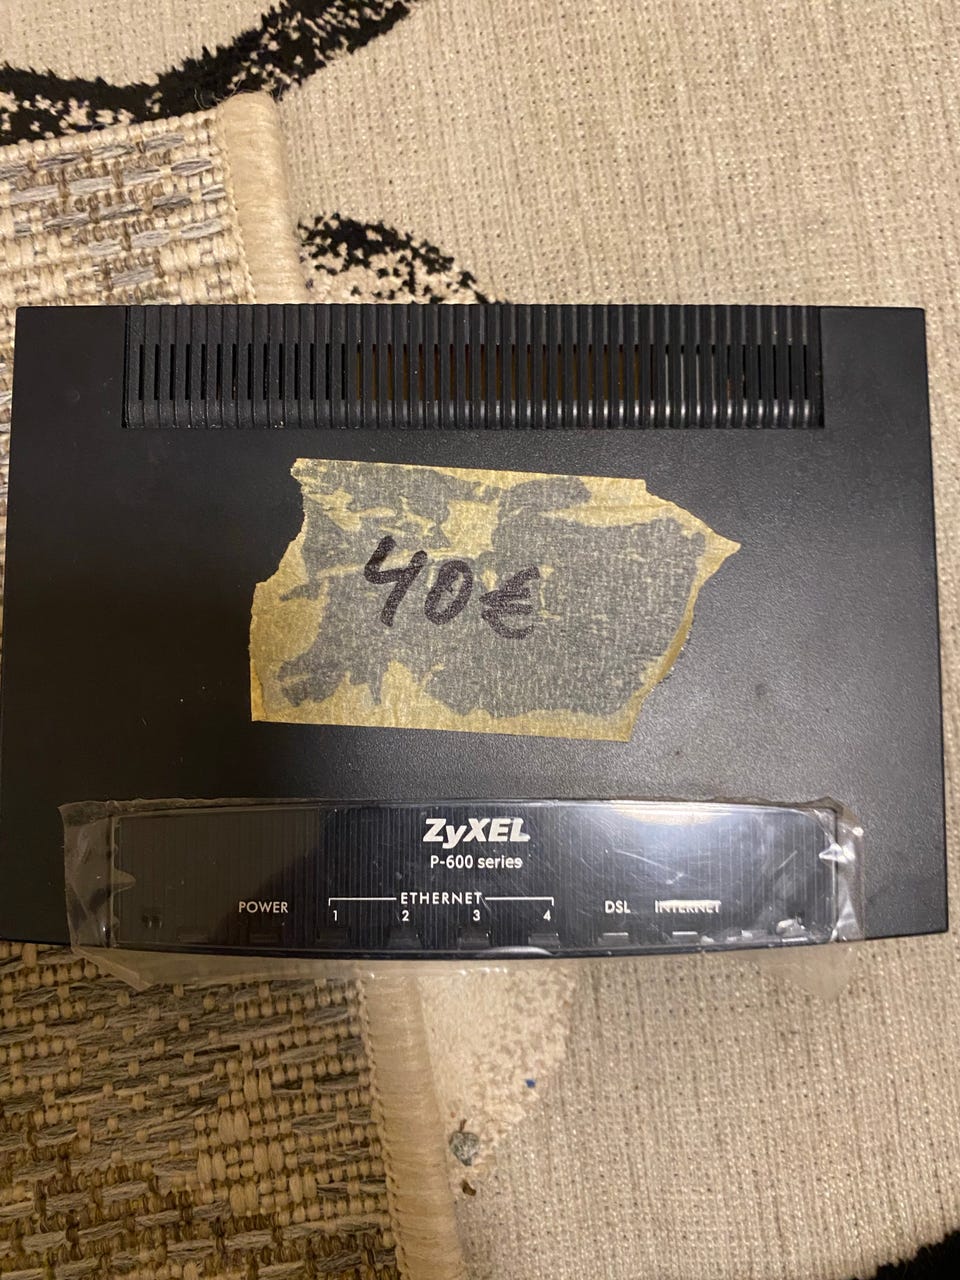 40€
ZyXEL
P-600 series
ETHERNET
POWER 1 2 3 4 DSL INTERNET